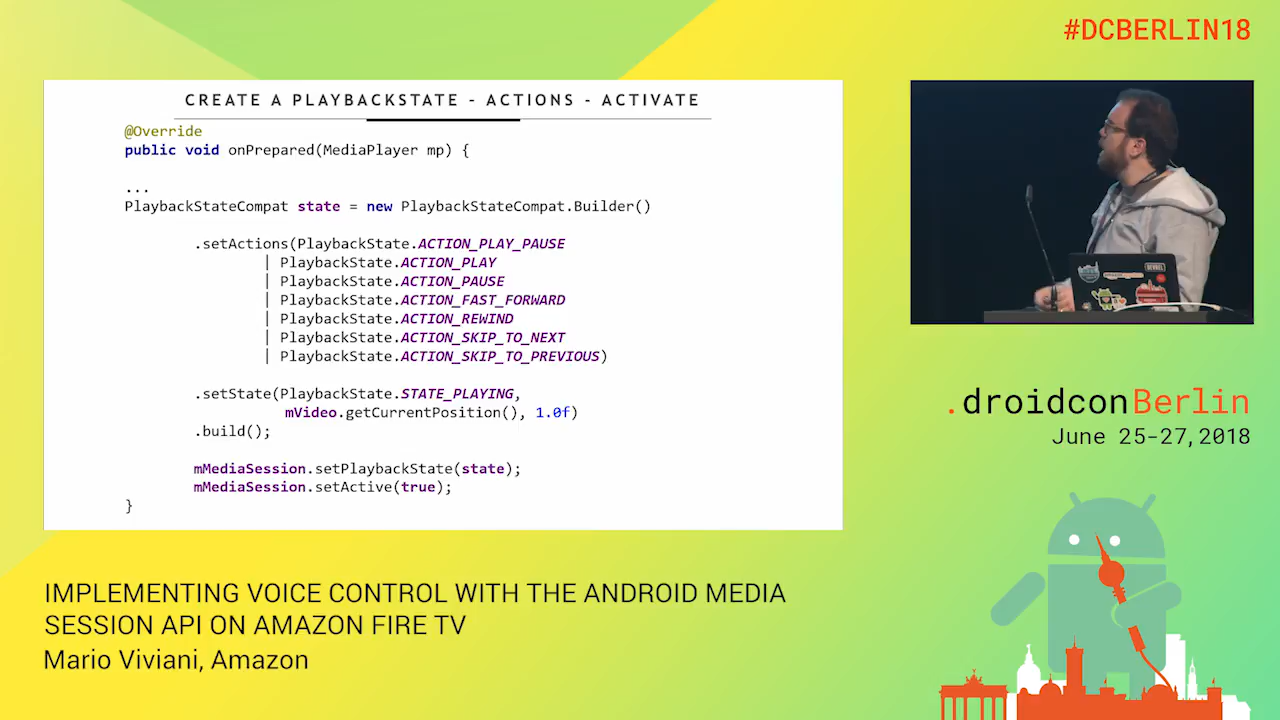 #DCBERLIN18
CREATE A PLAYBACKSTATE - ACTIONS - ACTIVATE
@Override
public void onPrepared(MediaPlayer mp) {
...
PlaybackStateCompat state = new PlaybackStateCompat.Builder()
.setActions(PlaybackState.ACTION_PLAY_PAUSE
| PlaybackState.ACTION_PLAY
| PlaybackState.ACTION_PAUSE
| PlaybackState.ACTION_FAST_FORWARD
| PlaybackState.ACTION_REWIND
| PlaybackState.ACTION_SKIP_TO_NEXT
| PlaybackState.ACTION_SKIP_TO_PREVIOUS)
.setState(PlaybackState.STATE_PLAYING,
mVideo.getCurrentPosition(), 1.0f)
.build();
mMediaSession.setPlaybackState(state);
mMediaSession.setActive(true);
}
.droidconBerlin
June 25-27,2018
IMPLEMENTING VOICE CONTROL WITH THE ANDROID MEDIA
SESSION API ON AMAZON FIRE TV
Mario Viviani, Amazon